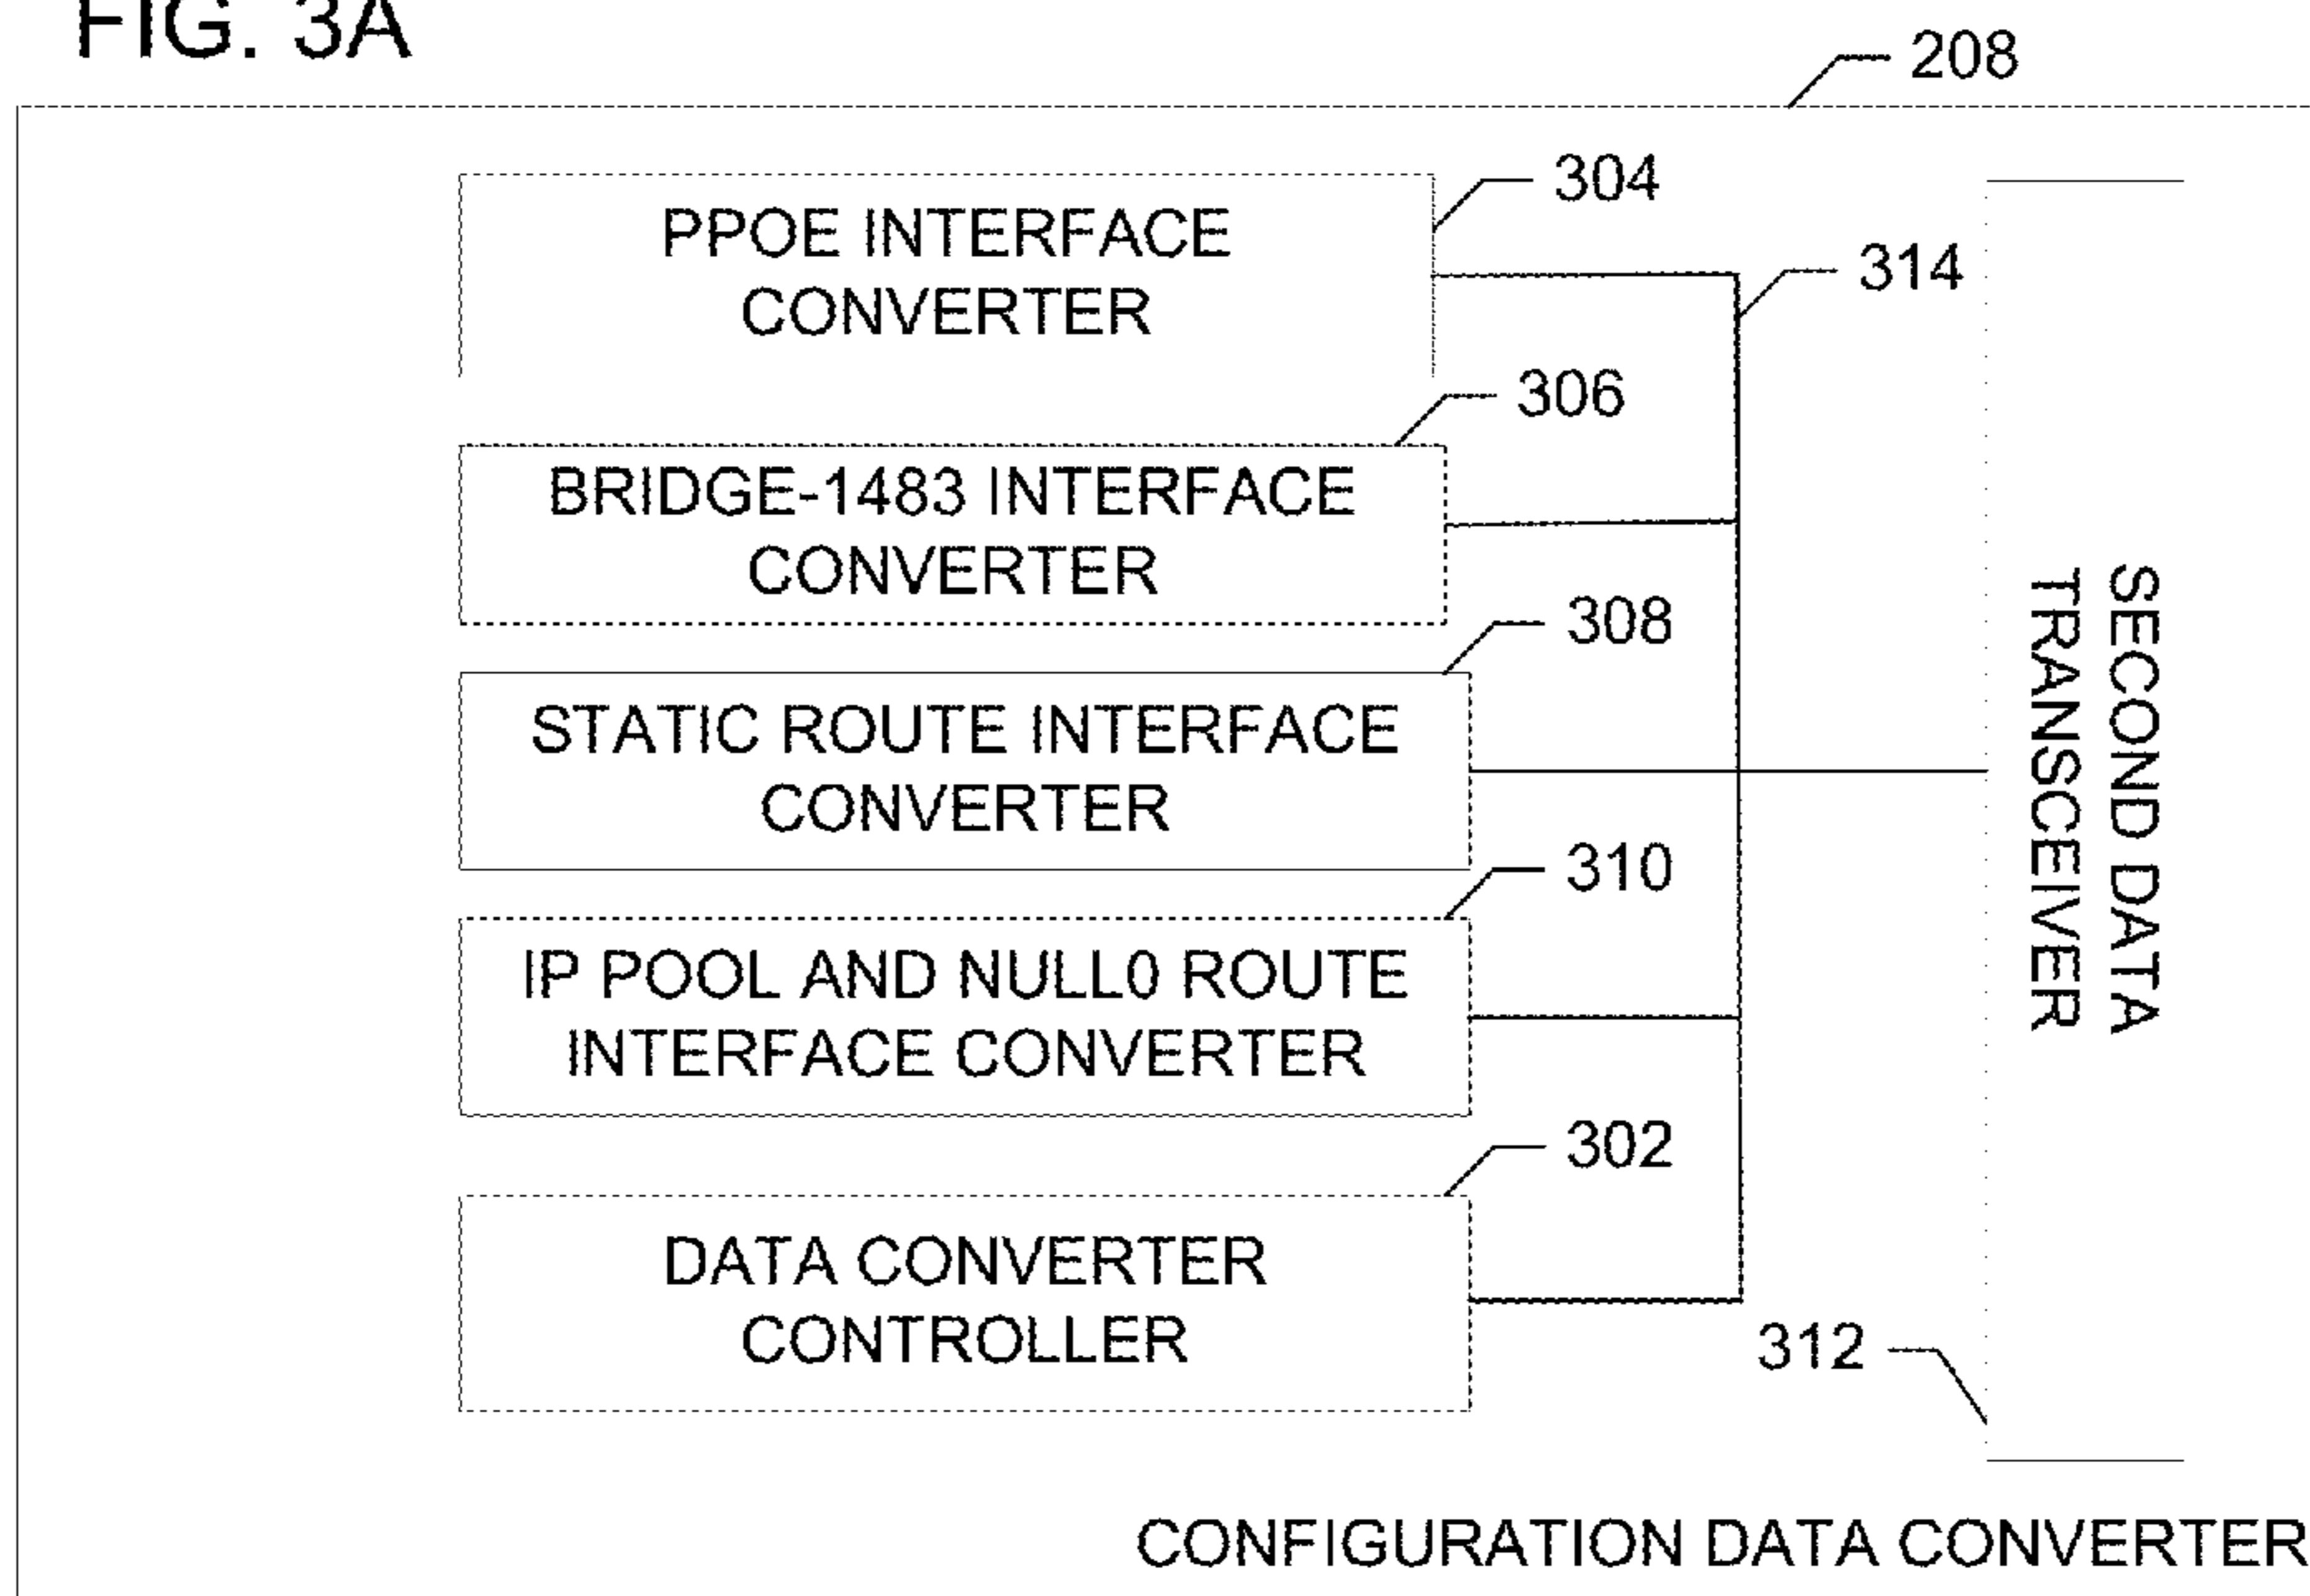 FIG. 3A
208
PPOE INTERFACE
CONVERTER
304
314
306
BRIDGE-1483 INTERFACE
CONVERTER
308
STATIC ROUTE INTERFACE
CONVERTER
SECOND DATA
TRANSCEIVER
310
IP POOL AND NULL0 ROUTE
INTERFACE CONVERTER
302
DATA CONVERTER
CONTROLLER
312
CONFIGURATION DATA CONVERTER